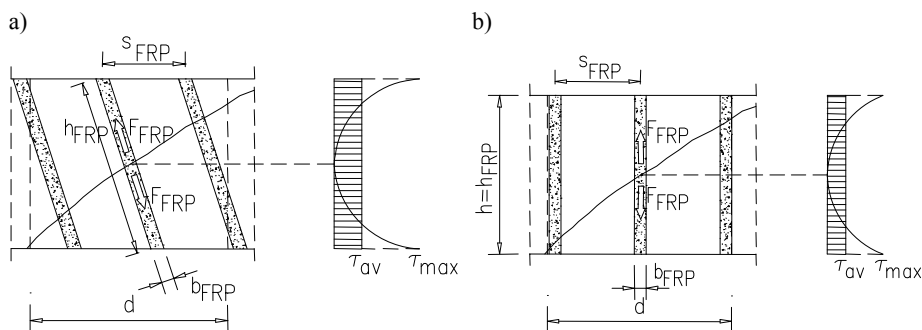 a)
s_FRP
h_FRP
F_FRP
F_FRP
b_FRP
d
τ_av τ_max
b)
s_FRP
h=h_FRP
F_FRP
F_FRP
b_FRP
d
τ_av τ_max